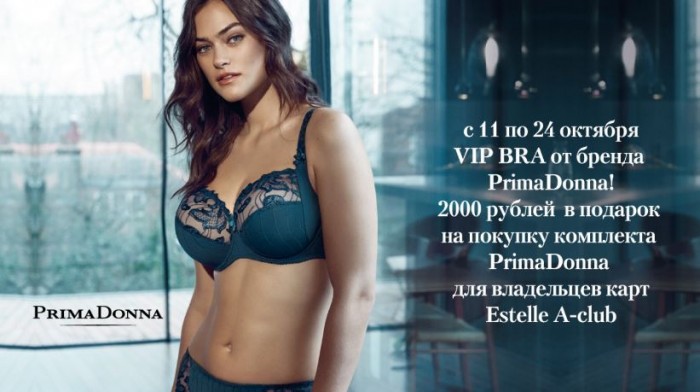 с 11 по 24 октября
VIP BRA от бренда
PrimaDonna!
2000 рублей в подарок
на покупку комплекта
PrimaDonna
для владельцев карт
Estelle A-club
PRIMADONNA